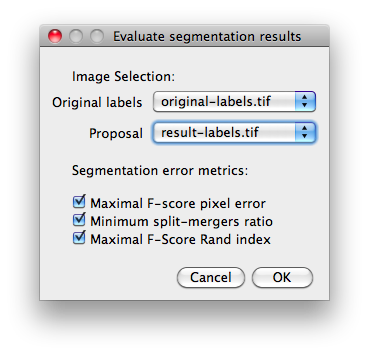 Evaluate segmentation results
Image Selection:
Original labels original-labels.tif
Proposal result-labels.tif
Segmentation error metrics:
Maximal F-score pixel error
Minimum split-mergers ratio
Maximal F-Score Rand index
Cancel OK